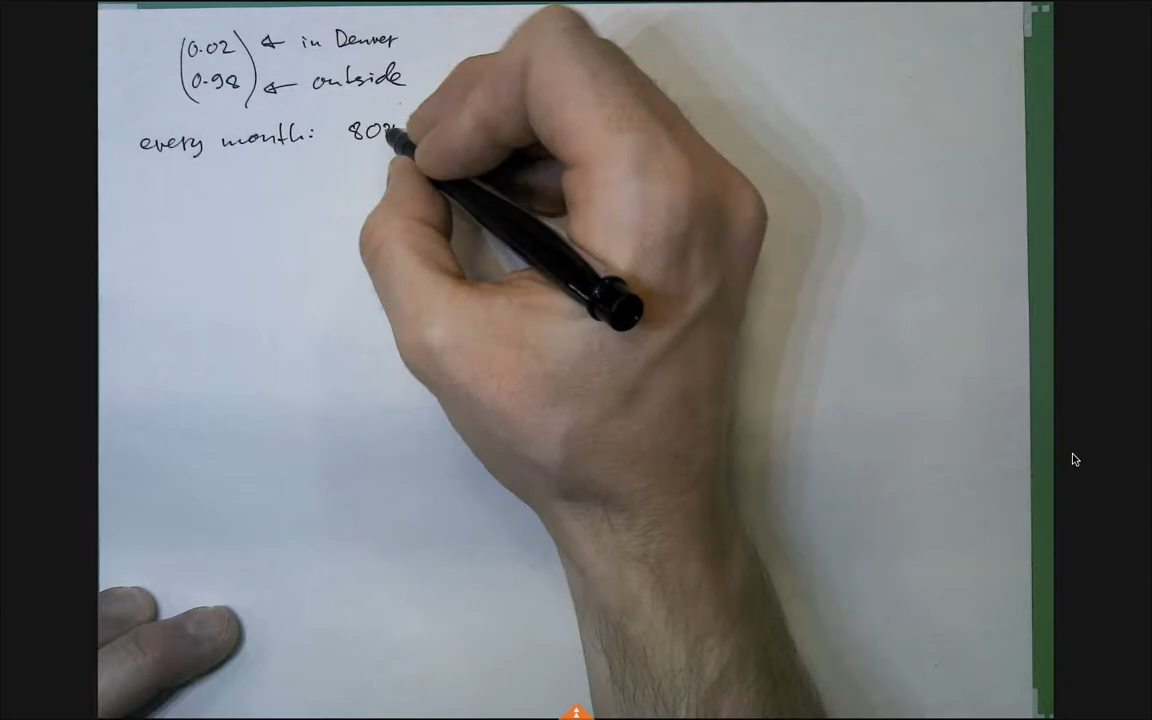 0.02 ← in Denver
0.98 ← outside
every month: 80%